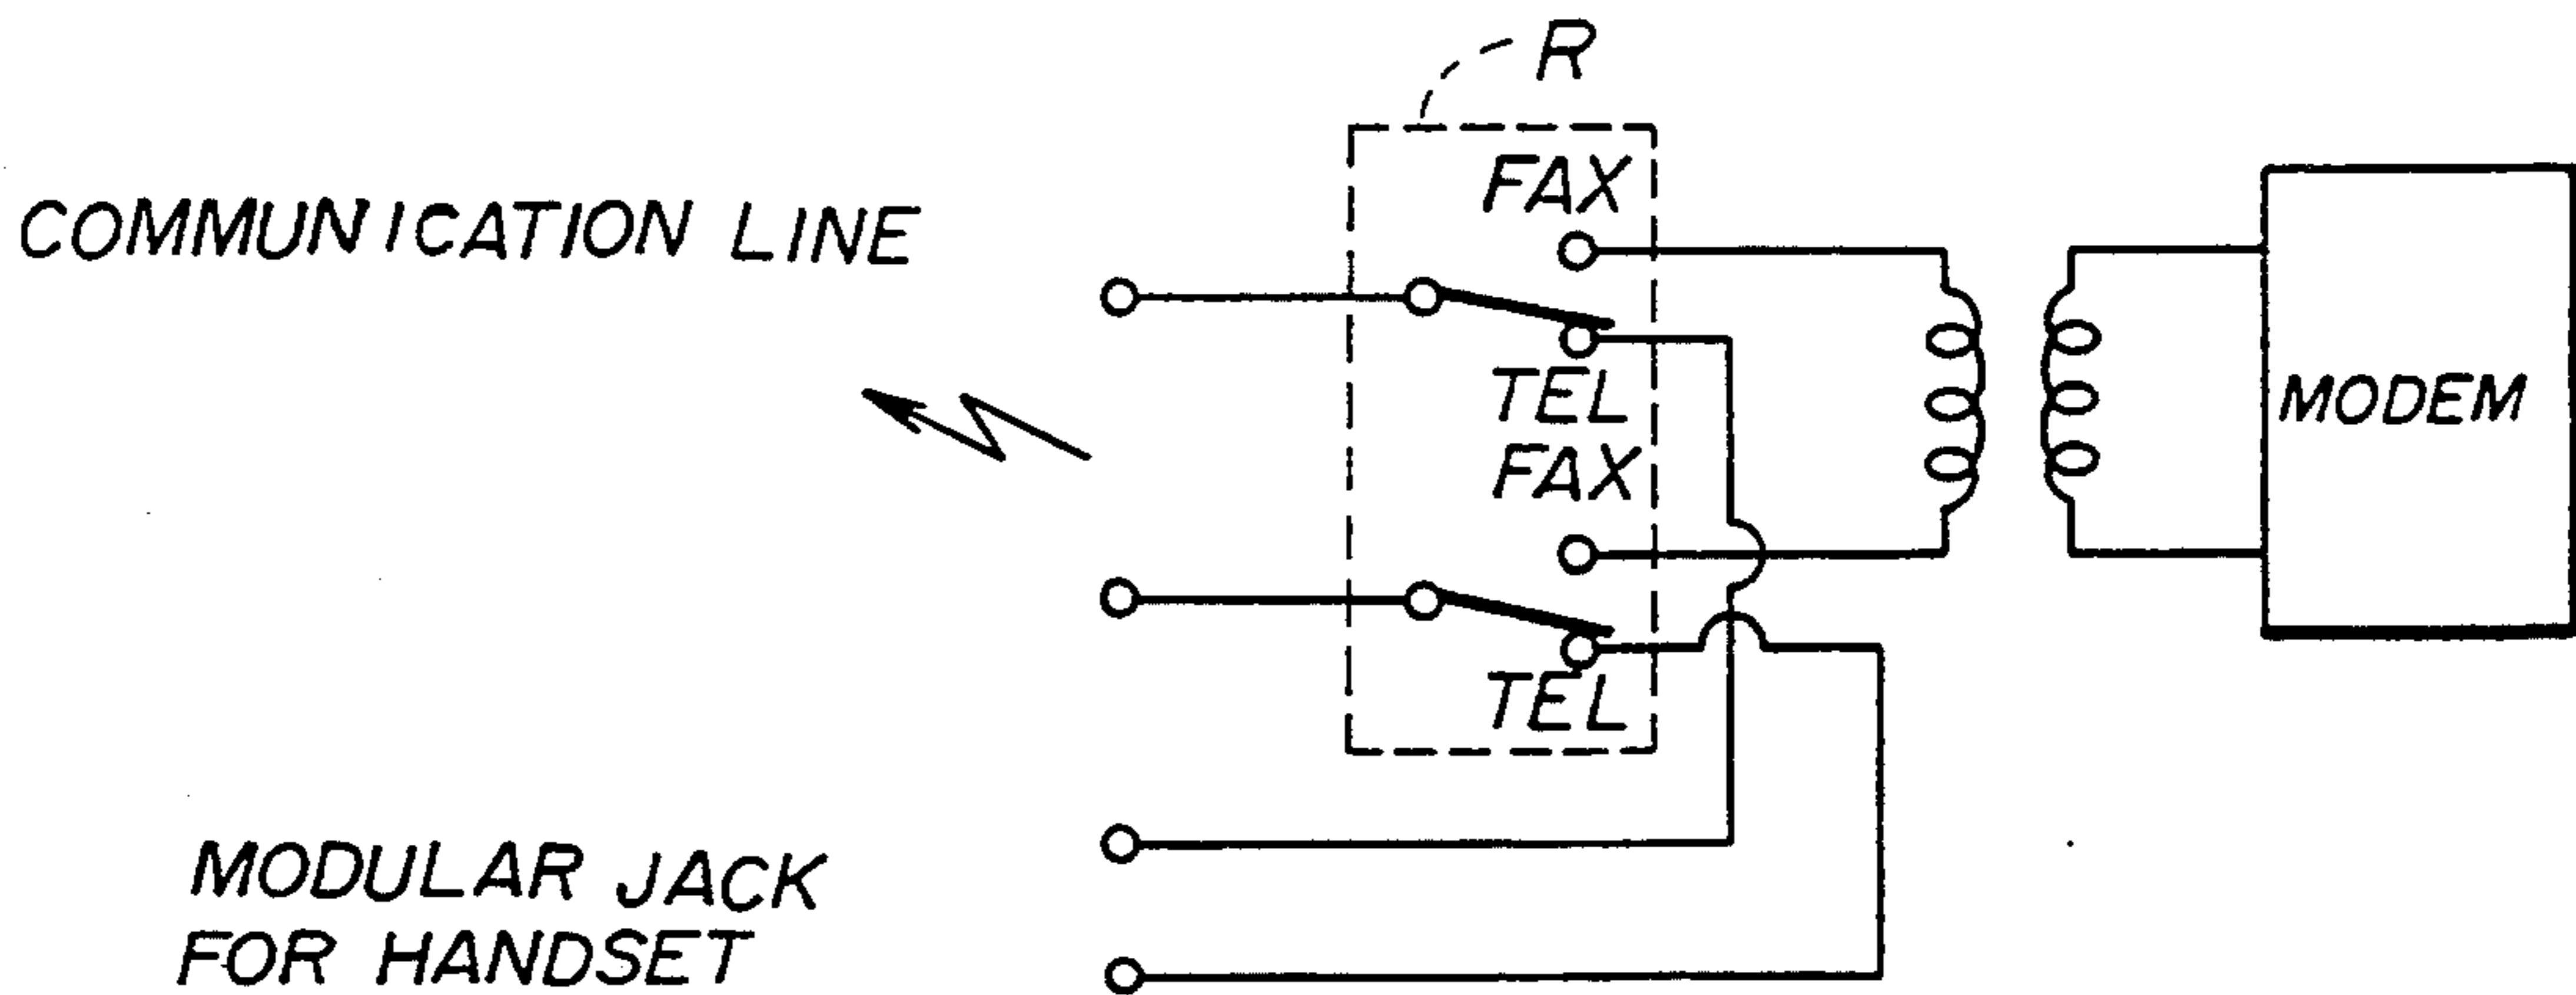 R
FAX
COMMUNICATION LINE
TEL
FAX
MODEM
TEL
MODULAR JACK
FOR HANDSET